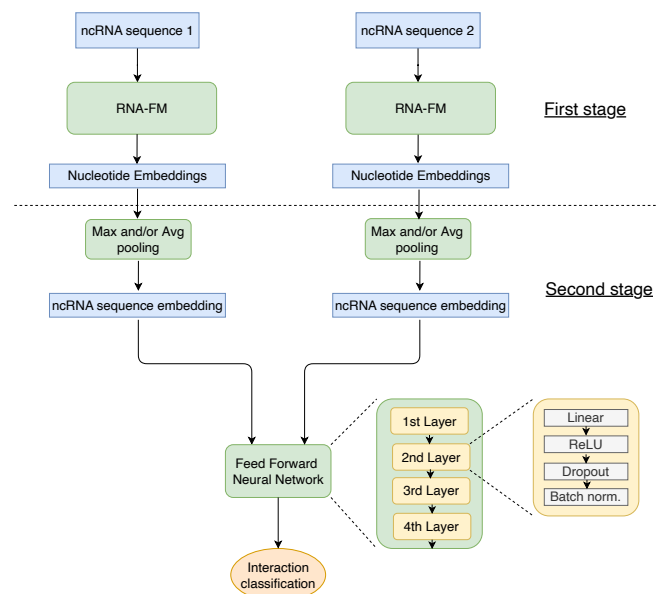 ncRNA sequence 1
ncRNA sequence 2
RNA-FM
RNA-FM
First stage
Nucleotide Embeddings
Nucleotide Embeddings
Max and/or Avg
pooling
Max and/or Avg
pooling
Second stage
ncRNA sequence embedding
ncRNA sequence embedding
Feed Forward
Neural Network
1st Layer
2nd Layer
3rd Layer
4th Layer
Linear
ReLU
Dropout
Batch norm.
Interaction
classification